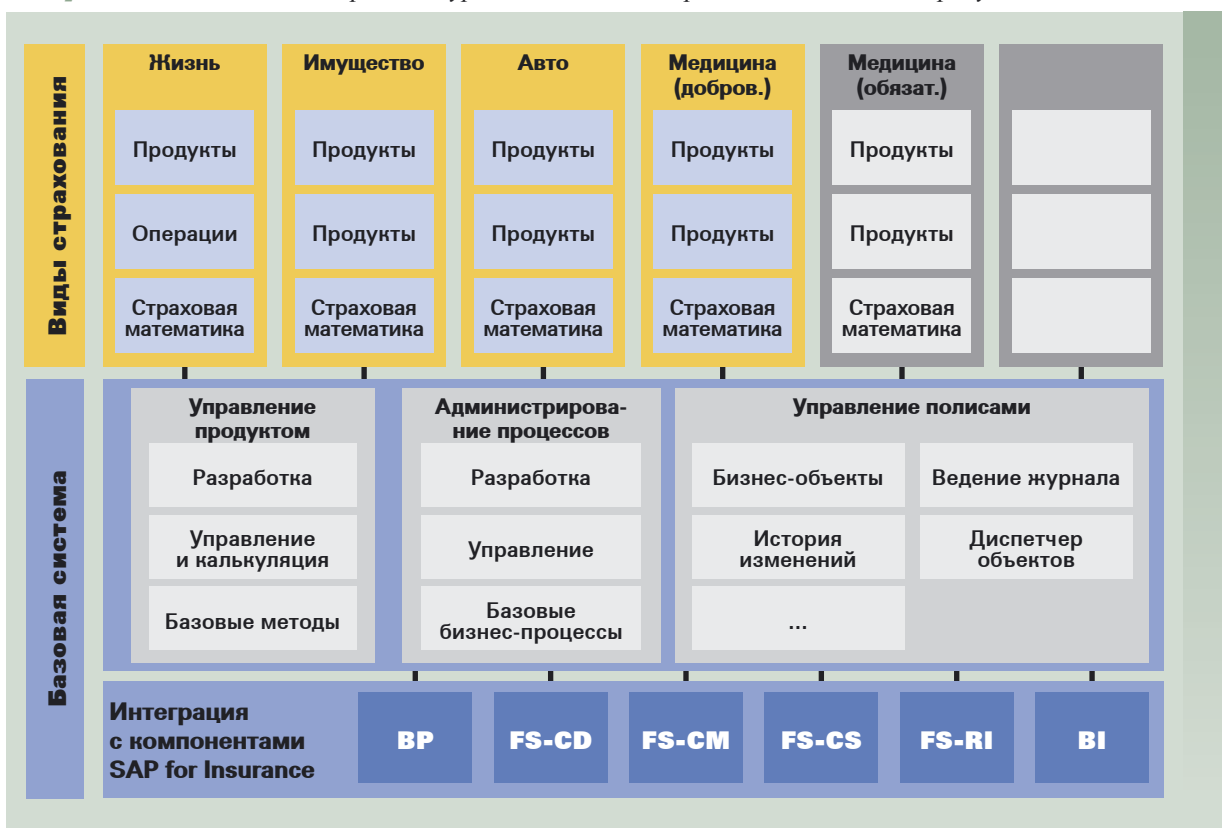 Виды страхования
Жизнь
Продукты
Операции
Страховая
математика
Имущество
Продукты
Продукты
Страховая
математика
Авто
Продукты
Продукты
Страховая
математика
Медицина
(добров.)
Продукты
Продукты
Страховая
математика
Медицина
(обязат.)
Продукты
Продукты
Страховая
математика
Базовая система
Управление
продуктом
Разработка
Управление
и калькуляция
Базовые методы
Администрирова-
ние процессов
Разработка
Управление
Базовые
бизнес-процессы
Управление полисами
Бизнес-объекты
Ведение журнала
История
изменений
Диспетчер
объектов
...
Интеграция
с компонентами
SAP for Insurance
BP
FS-CD
FS-CM
FS-CS
FS-RI
BI